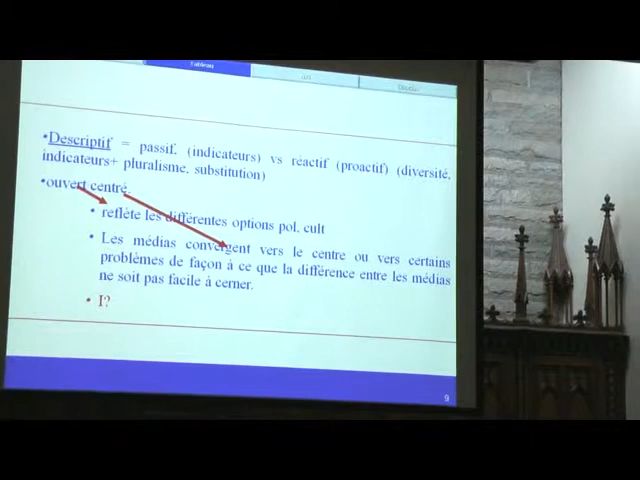 Tableau
•Descriptif = passif. (indicateurs) vs réactif (proactif) (diversité,
indicateurs+ pluralisme, substitution)
•ouvert centré.
• reflète les différentes options pol. cult
• Les médias convergent vers le centre ou vers certains
problèmes de façon à ce que la différence entre les médias
ne soit pas facile à cerner.
• I?
9